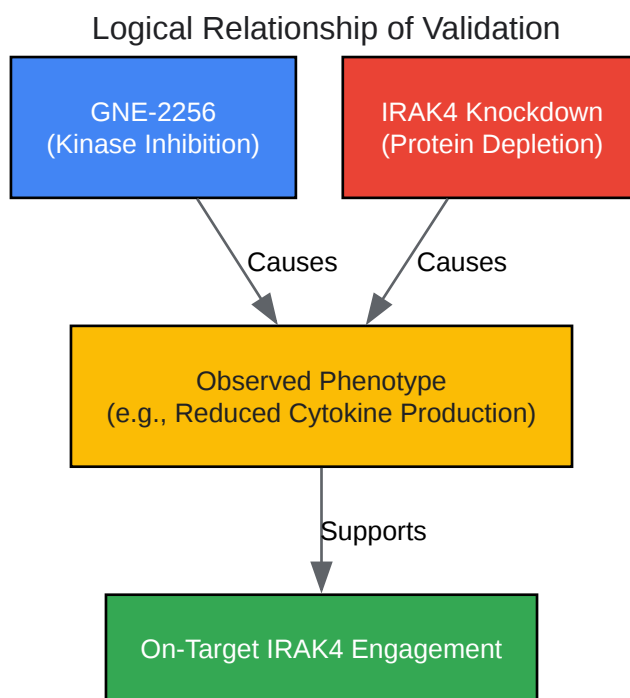 Logical Relationship of Validation
GNE-2256
(Kinase Inhibition)
IRAK4 Knockdown
(Protein Depletion)
Causes
Causes
Observed Phenotype
(e.g., Reduced Cytokine Production)
Supports
On-Target IRAK4 Engagement